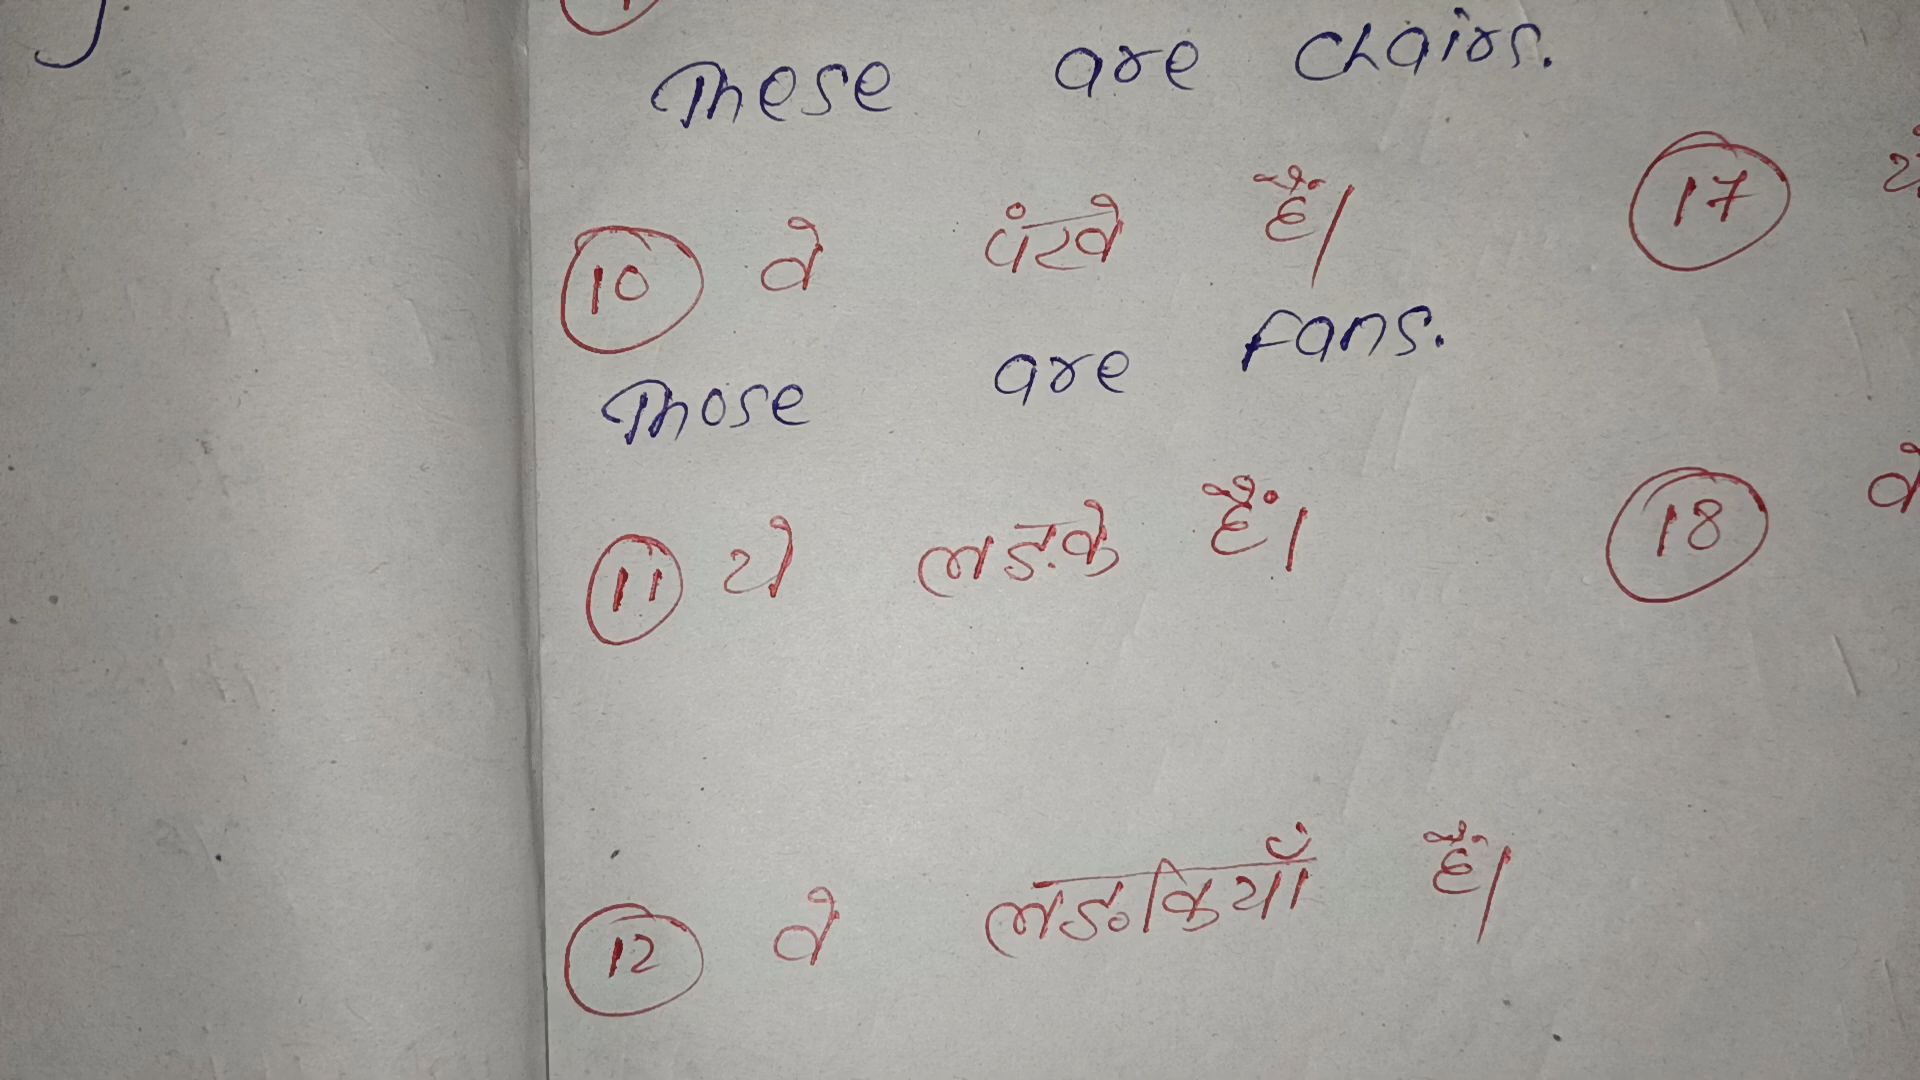 These are chairs.
10 वे पंखे हैं।
Those are fans.
11 ये लड़के हैं।
12 वे लड़कियाँ हैं।
17
18 वे